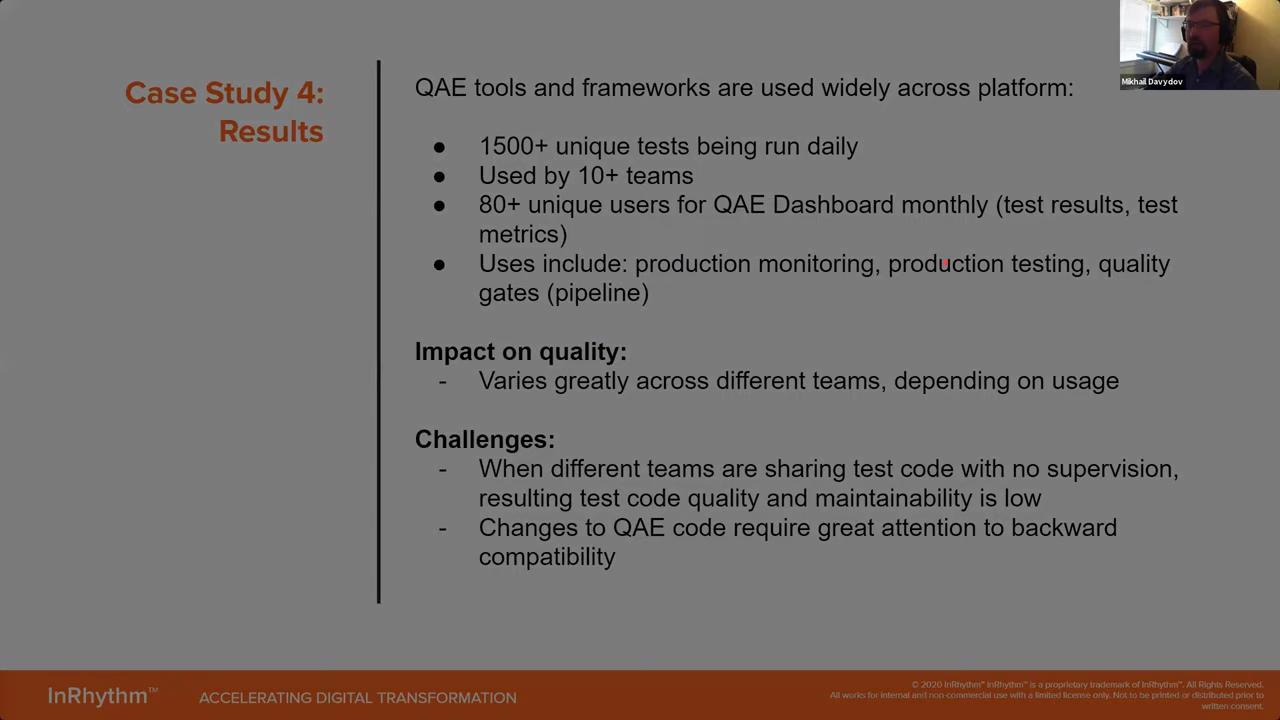 Mikhail Davydov
Case Study 4:
Results
QAE tools and frameworks are used widely across platform:
● 1500+ unique tests being run daily
● Used by 10+ teams
● 80+ unique users for QAE Dashboard monthly (test results, test
metrics)
● Uses include: production monitoring, production testing, quality
gates (pipeline)
Impact on quality:
- Varies greatly across different teams, depending on usage
Challenges:
- When different teams are sharing test code with no supervision,
resulting test code quality and maintainability is low
- Changes to QAE code require great attention to backward
compatibility
InRhythm™
ACCELERATING DIGITAL TRANSFORMATION
© 2020 InRhythm™ InRhythm™ is a proprietary trademark of InRhythm™. All Rights Reserved.
All works for internal and non-commercial use with a limited license only. Not to be printed or distributed prior to
written consent.